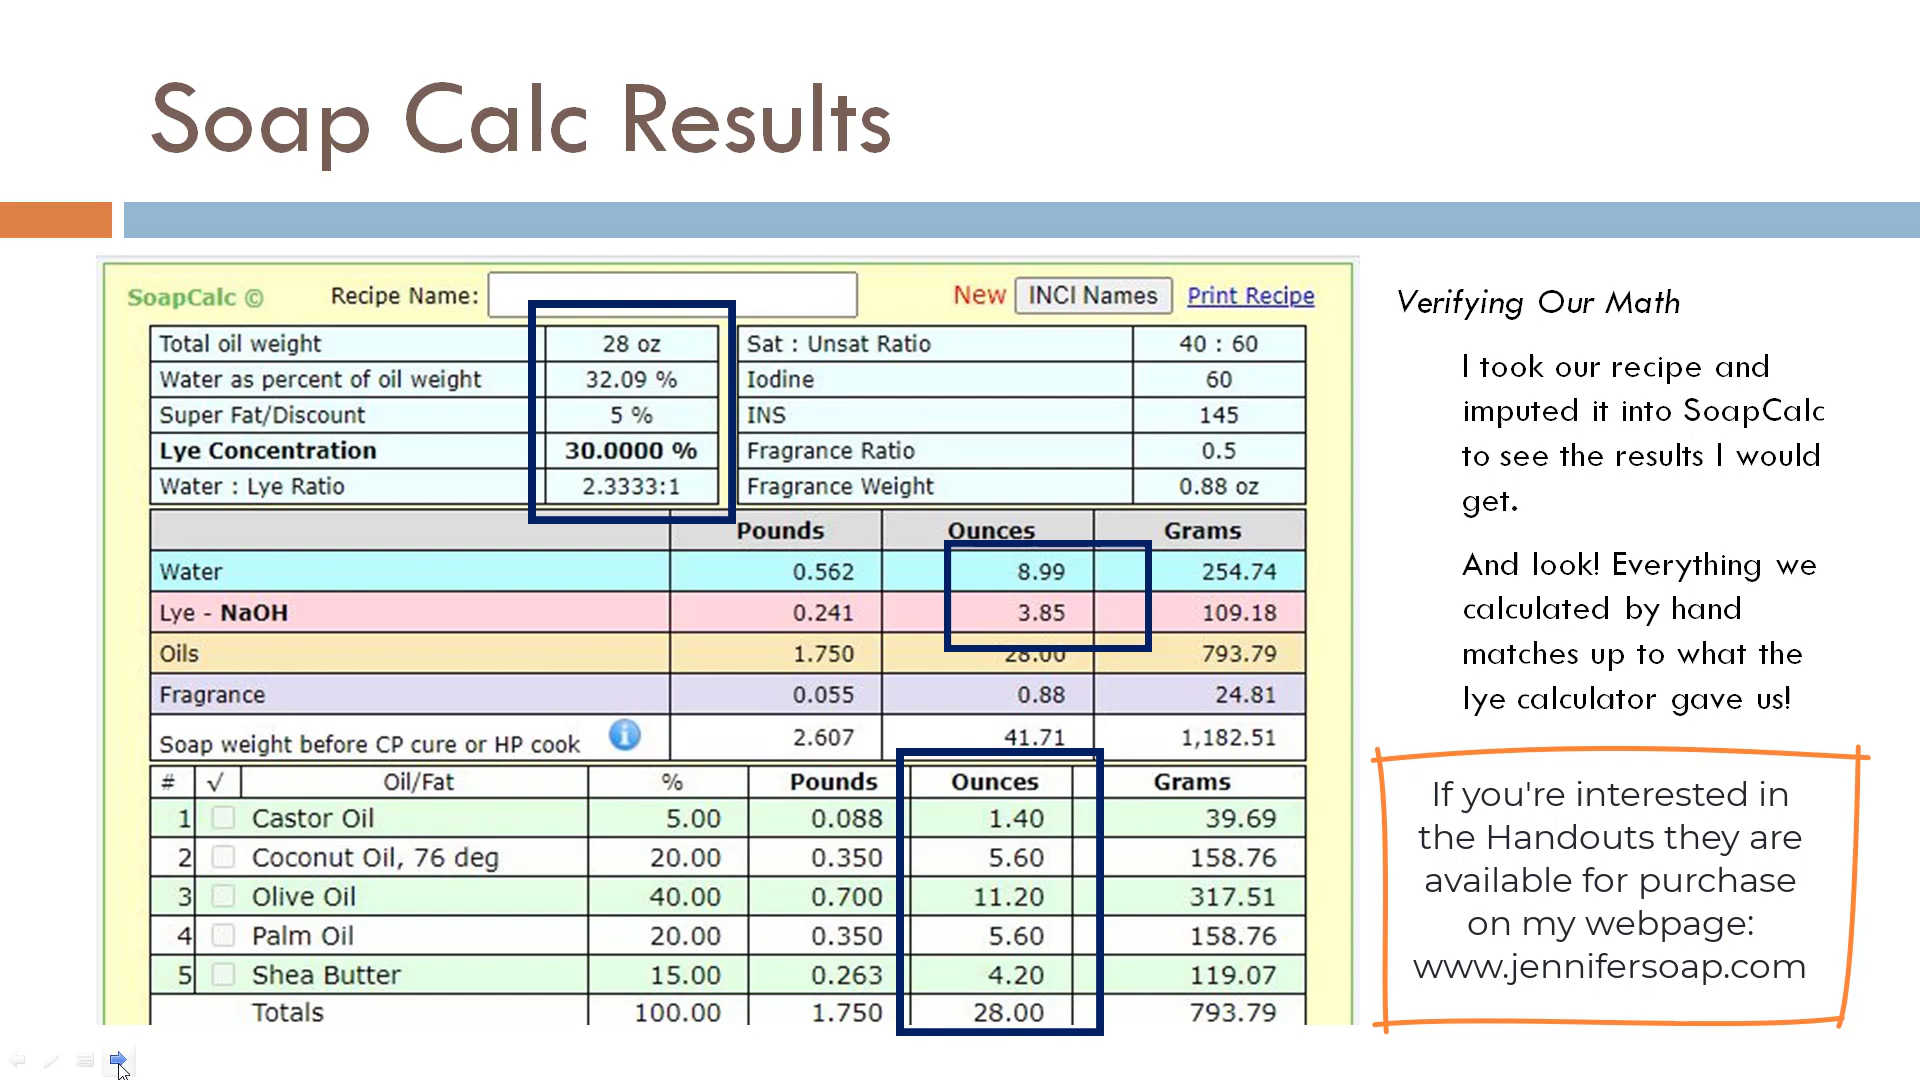 Soap Calc Results
SoapCalc © Recipe Name: New INCI Names Print Recipe
Total oil weight 28 oz Sat : Unsat Ratio 40 : 60
Water as percent of oil weight 32.09 % Iodine 60
Super Fat/Discount 5 % INS 145
Lye Concentration 30.0000 % Fragrance Ratio 0.5
Water : Lye Ratio 2.3333:1 Fragrance Weight 0.88 oz
Pounds Ounces Grams
Water 0.562 8.99 254.74
Lye - NaOH 0.241 3.85 109.18
Oils 1.750 28.00 793.79
Fragrance 0.055 0.88 24.81
Soap weight before CP cure or HP cook i 2.607 41.71 1,182.51
# √ Oil/Fat % Pounds Ounces Grams
1 Castor Oil 5.00 0.088 1.40 39.69
2 Coconut Oil, 76 deg 20.00 0.350 5.60 158.76
3 Olive Oil 40.00 0.700 11.20 317.51
4 Palm Oil 20.00 0.350 5.60 158.76
5 Shea Butter 15.00 0.263 4.20 119.07
Totals 100.00 1.750 28.00 793.79
Verifying Our Math
I took our recipe and
imputed it into SoapCalc
to see the results I would
get.
And look! Everything we
calculated by hand
matches up to what the
lye calculator gave us!
If you're interested in
the Handouts they are
available for purchase
on my webpage:
www.jennifersoap.com